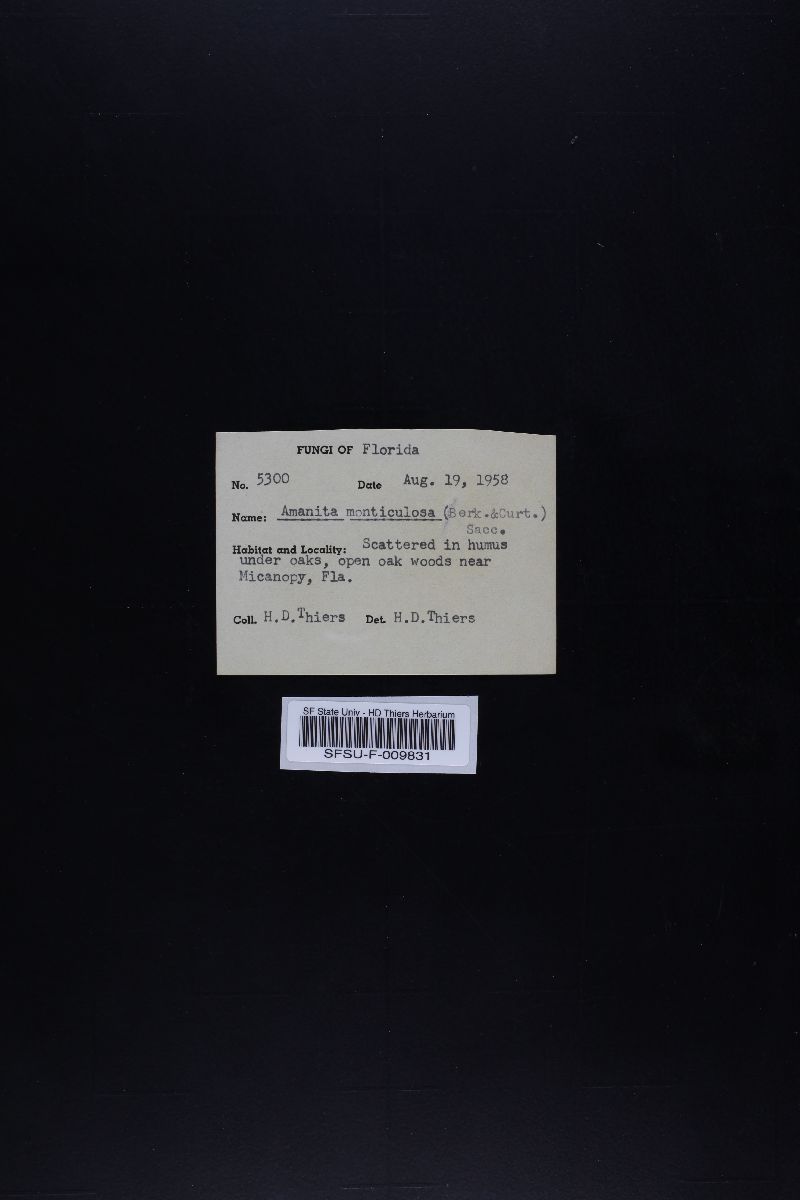 FUNGI OF Florida
No. 5300 Date Aug. 19, 1958
Name: Amanita monticulosa (Berk.&Curt.)
Sacc.
Habitat and Locality: Scattered in humus
under oaks, open oak woods near
Micanopy, Fla.
Coll. H.D.Thiers Det. H.D.Thiers
SF State Univ - HD Thiers Herbarium
SFSU-F-009831